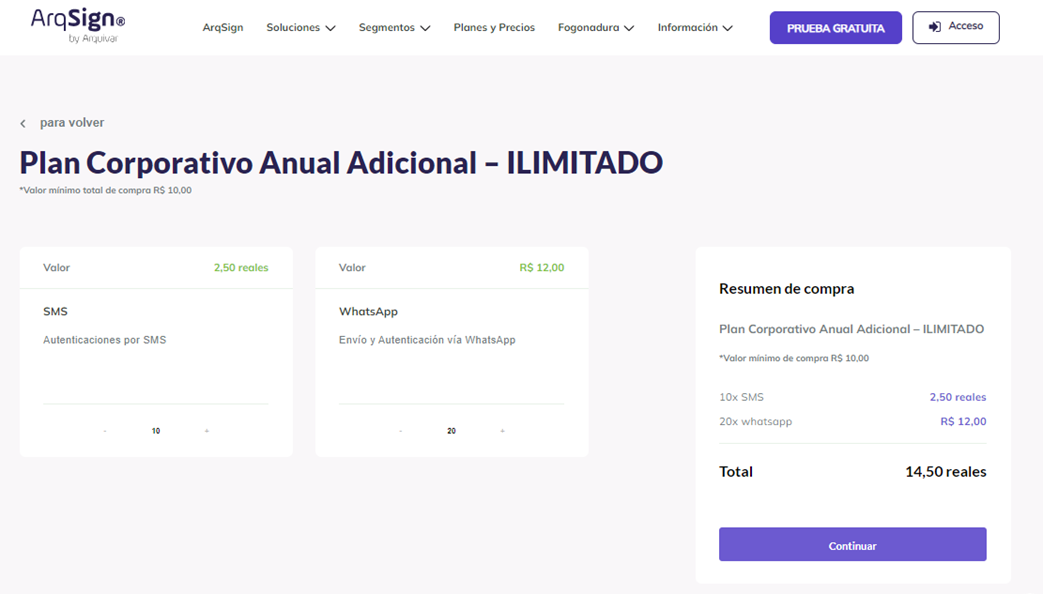 ArqSign®
by Arquivar
ArqSign Soluciones Segmentos Planes y Precios Fogonadura Información PRUEBA GRATUITA Acceso
para volver
Plan Corporativo Anual Adicional – ILIMITADO
*Valor mínimo total de compra R$ 10,00
Valor 2,50 reales
SMS
Autenticaciones por SMS
- 10 +
Valor R$ 12,00
WhatsApp
Envío y Autenticación vía WhatsApp
- 20 +
Resumen de compra
Plan Corporativo Anual Adicional – ILIMITADO
*Valor mínimo de compra R$ 10,00
10x SMS 2,50 reales
20x whatsapp R$ 12,00
Total 14,50 reales
Continuar